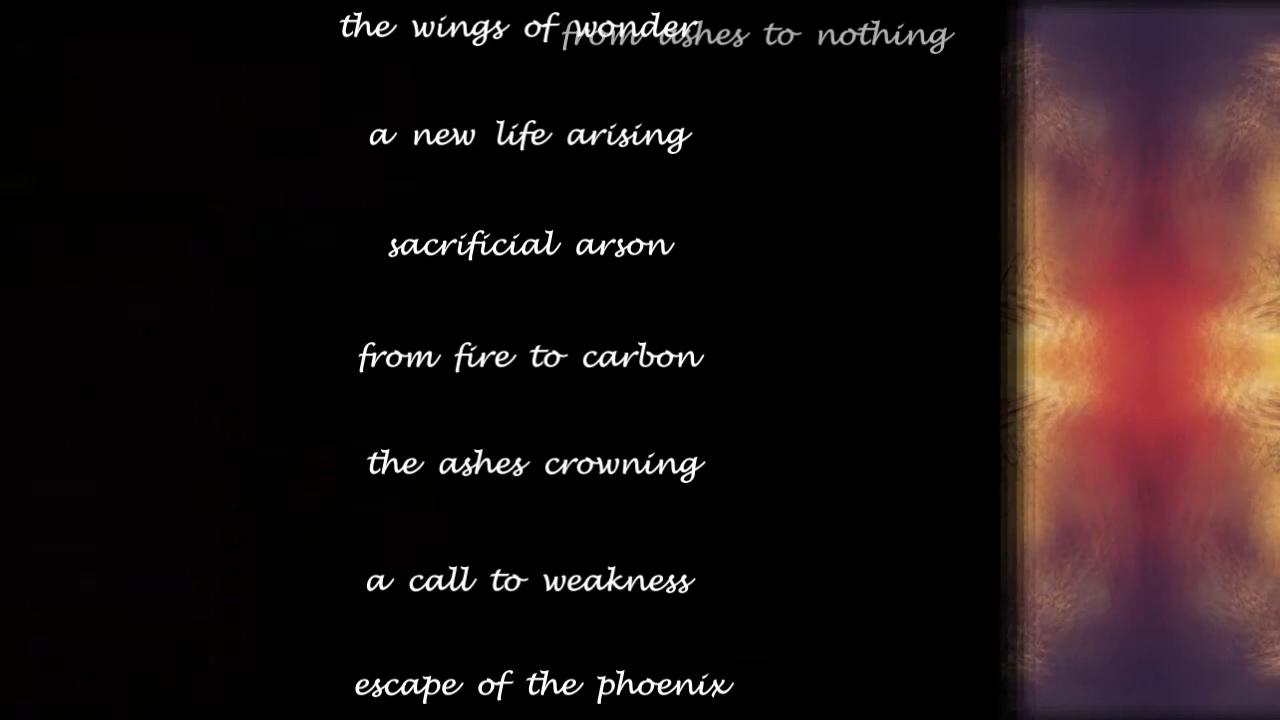 the wings of wonder
from ashes to nothing
a new life arising
sacrificial arson
from fire to carbon
the ashes crowning
a call to weakness
escape of the phoenix